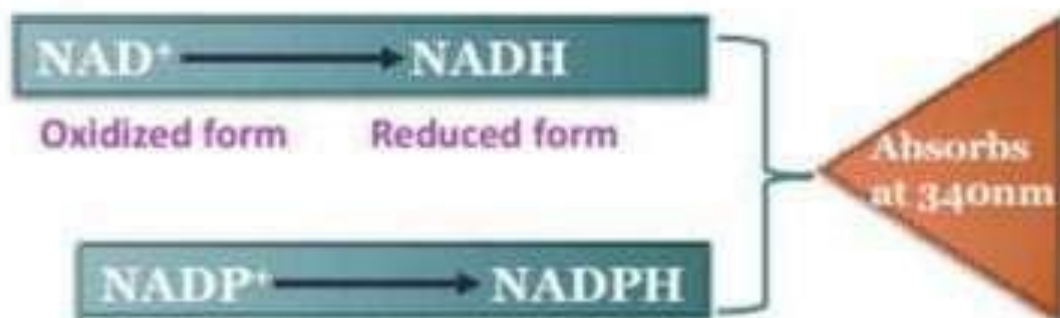 NAD⁺ → NADH
Oxidized form Reduced form
NADP⁺ → NADPH
Absorbs
at 340nm